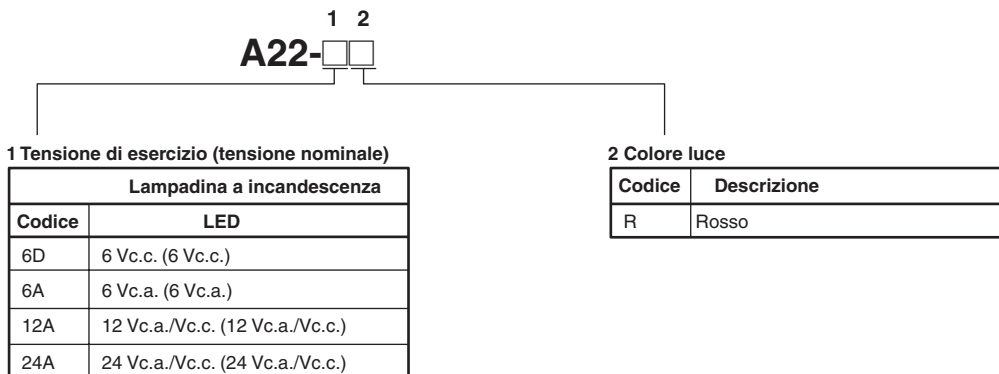 1 2
A22-□□
1 Tensione di esercizio (tensione nominale)
Lampadina a incandescenza
Codice LED
6D 6 Vc.c. (6 Vc.c.)
6A 6 Vc.a. (6 Vc.a.)
12A 12 Vc.a./Vc.c. (12 Vc.a./Vc.c.)
24A 24 Vc.a./Vc.c. (24 Vc.a./Vc.c.)
2 Colore luce
Codice Descrizione
R Rosso